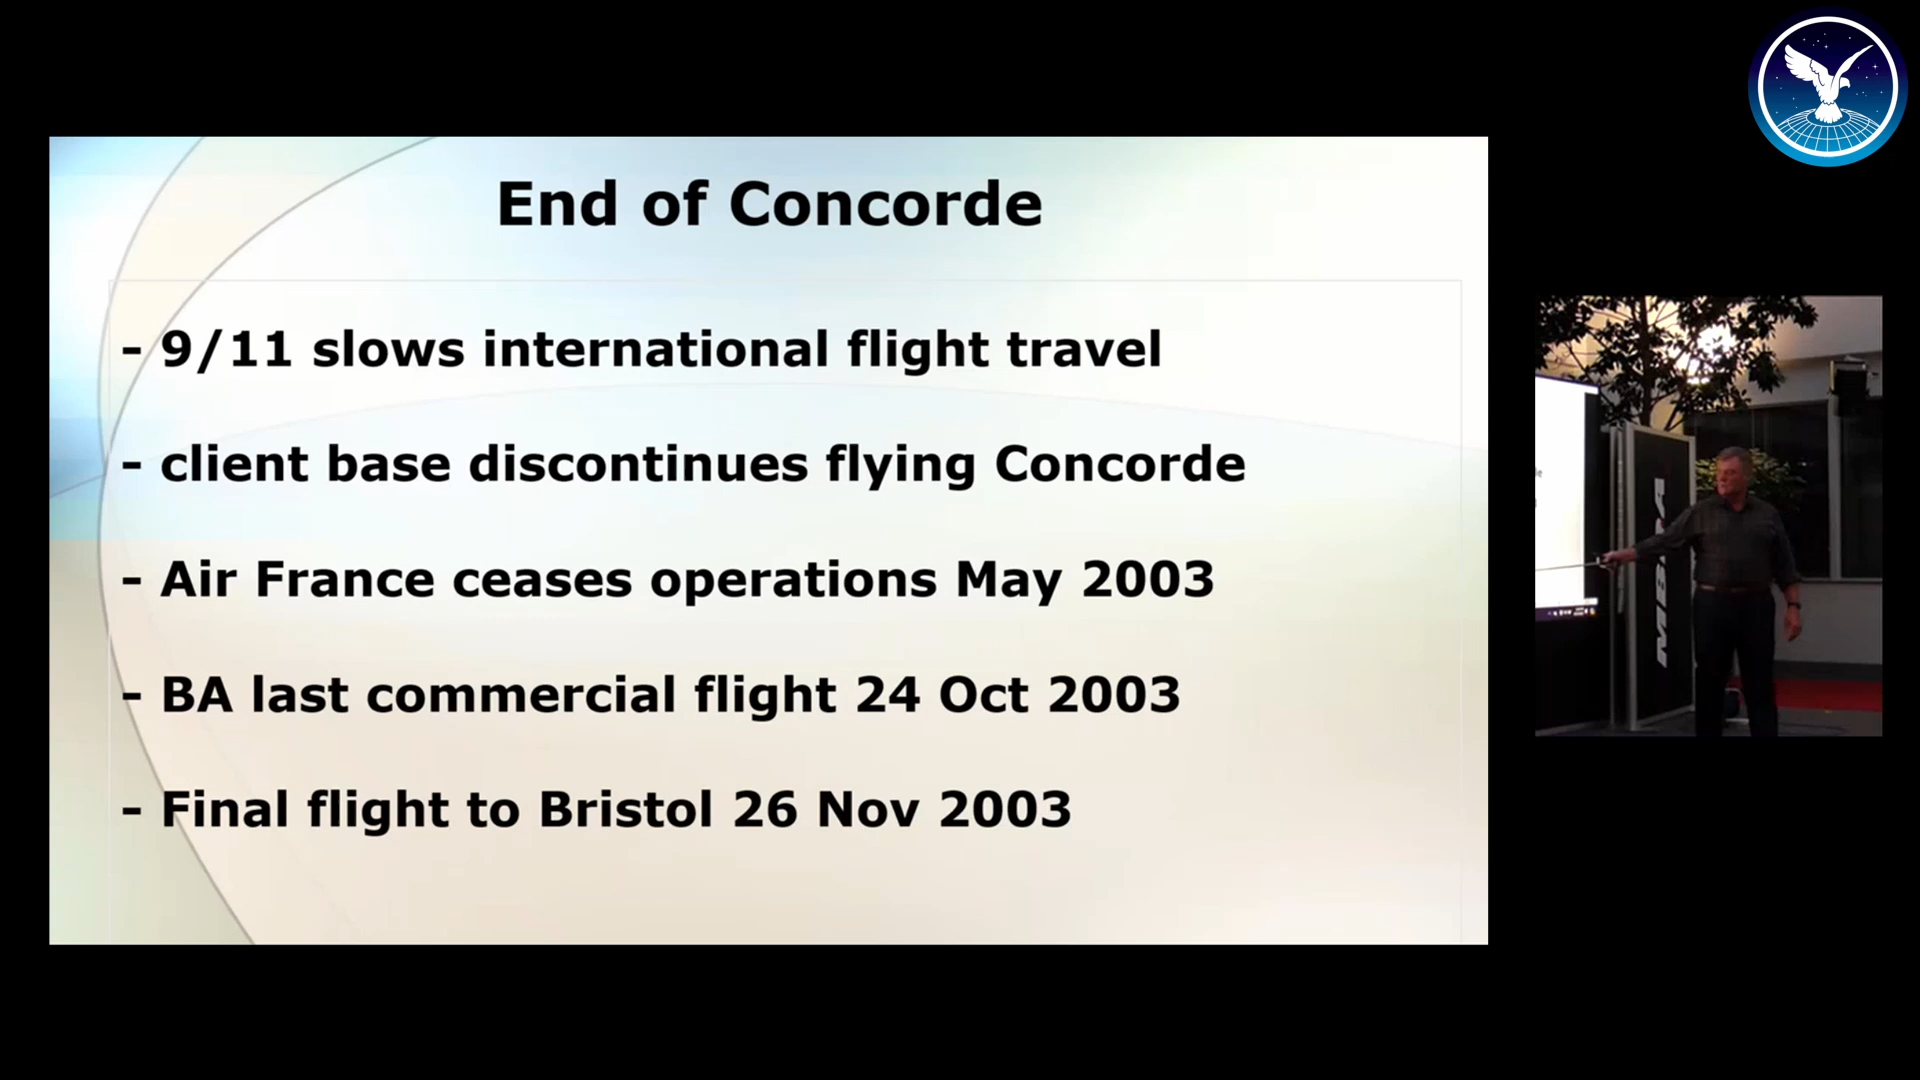 End of Concorde
- 9/11 slows international flight travel
- client base discontinues flying Concorde
- Air France ceases operations May 2003
- BA last commercial flight 24 Oct 2003
- Final flight to Bristol 26 Nov 2003